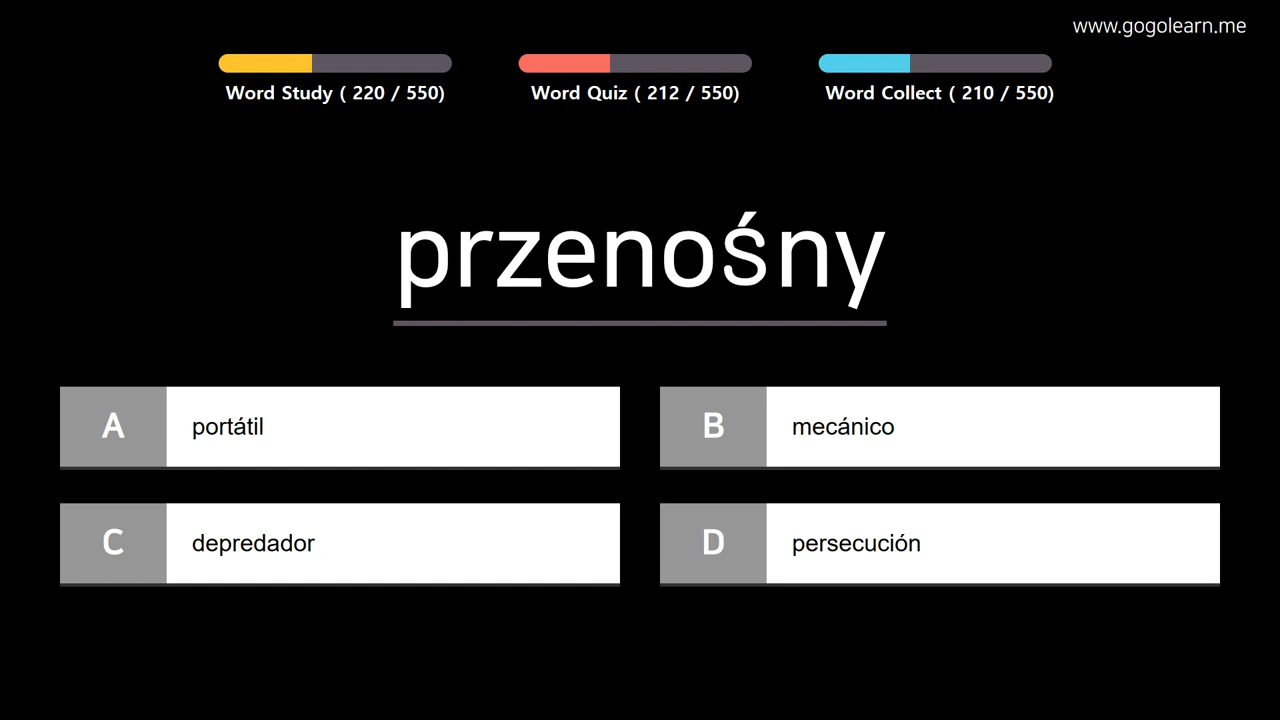 www.gogolearn.me
Word Study ( 220 / 550)
Word Quiz ( 212 / 550)
Word Collect ( 210 / 550)
przenośny
A portátil
B mecánico
C depredador
D persecución